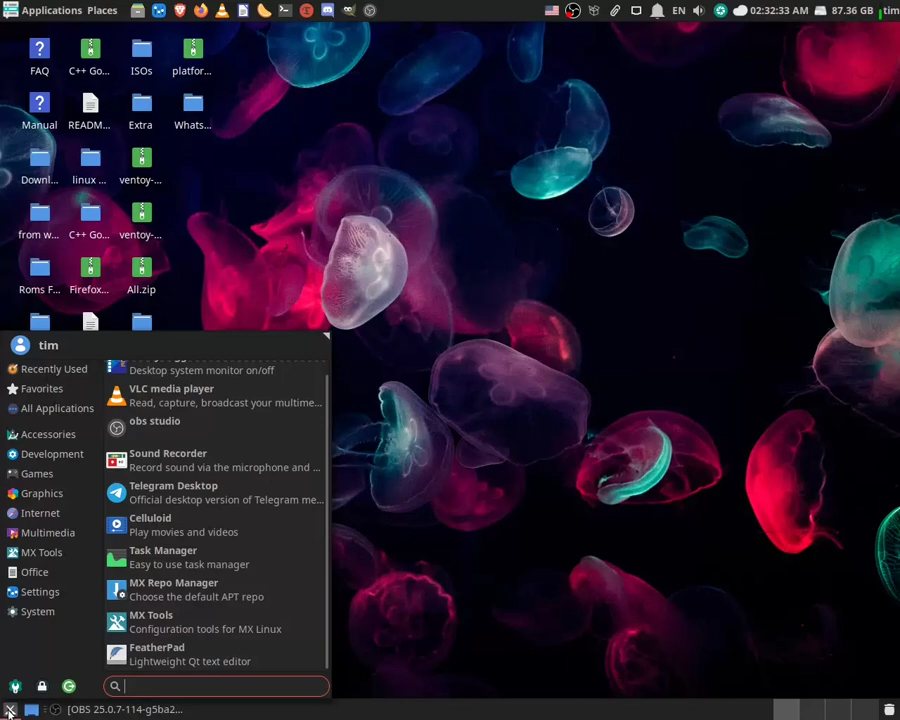 Applications Places EN 02:32:33 AM 87.36 GB tim
FAQ C++ Go... ISOs platfor...
Manual READM... Extra Whats...
Downl... linux ... ventoy-...
from w... C++ Go... ventoy-...
Roms F... Firefox... All.zip
tim
Recently Used
Favorites
All Applications
Accessories
Development
Games
Graphics
Internet
Multimedia
MX Tools
Office
Settings
System
Desktop system monitor on/off
VLC media player
Read, capture, broadcast your multime...
obs studio
Sound Recorder
Record sound via the microphone and ...
Telegram Desktop
Official desktop version of Telegram me...
Celluloid
Play movies and videos
Task Manager
Easy to use task manager
MX Repo Manager
Choose the default APT repo
MX Tools
Configuration tools for MX Linux
FeatherPad
Lightweight Qt text editor
[OBS 25.0.7-114-g5ba2...